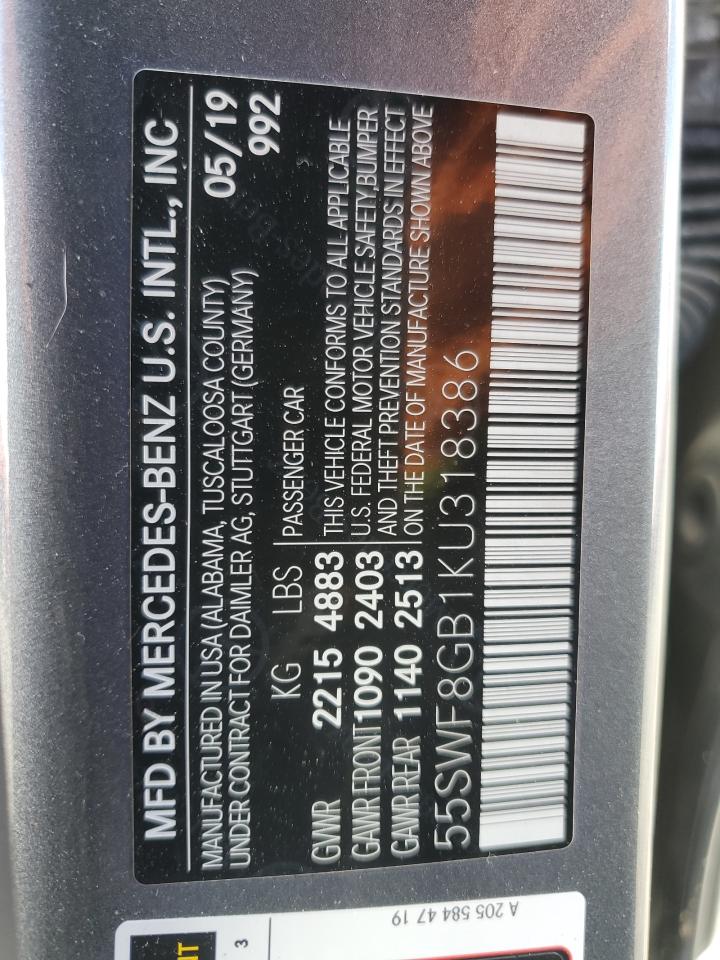 MFD BY MERCEDES-BENZ U.S. INTL., INC
MANUFACTURED IN USA (ALABAMA, TUSCALOOSA COUNTY) 05/19
UNDER CONTRACT FOR DAIMLER AG, STUTTGART (GERMANY) 992
KG LBS PASSENGER CAR
GVWR 2215 4883 THIS VEHICLE CONFORMS TO ALL APPLICABLE
GAWR FRONT 1090 2403 U.S. FEDERAL MOTOR VEHICLE SAFETY, BUMPER
GAWR REAR 1140 2513 AND THEFT PREVENTION STANDARDS IN EFFECT
ON THE DATE OF MANUFACTURE SHOWN ABOVE
55SWF8GB1KU318386
A 205 584 47 19
3